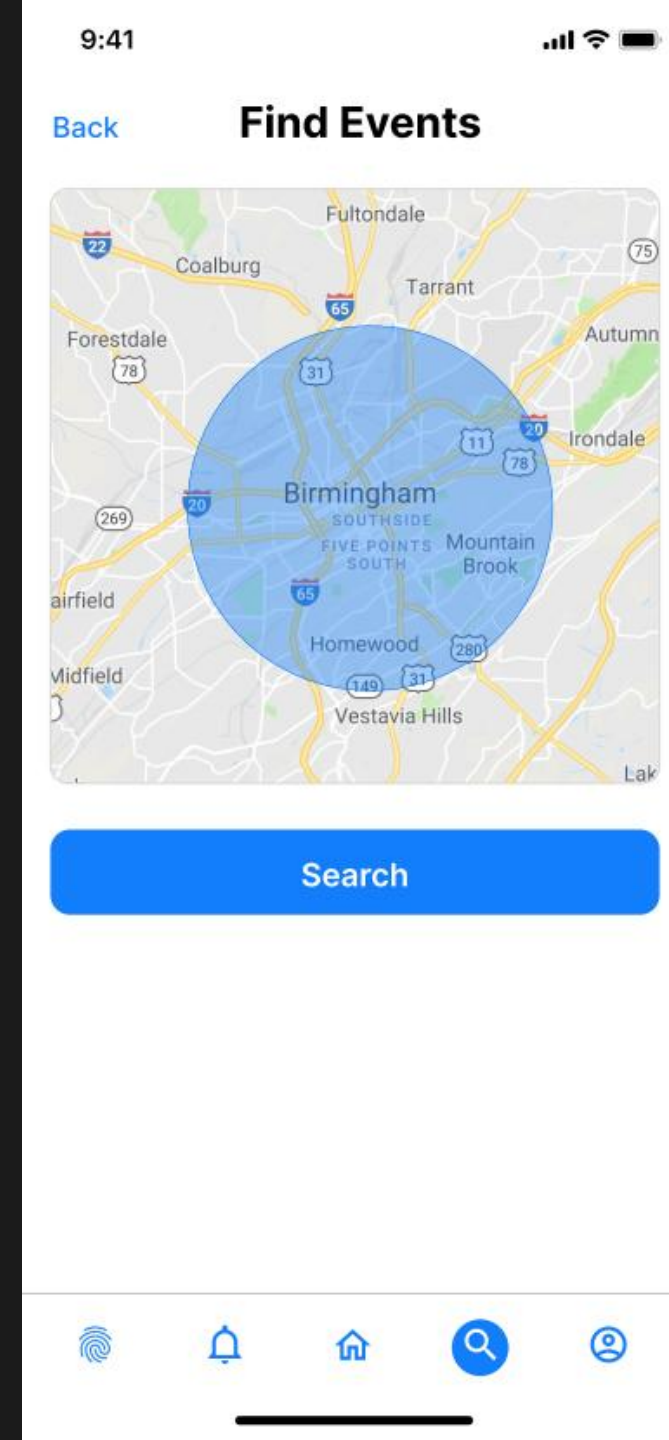 9:41
Back
Find Events
Fultondale
22
75
Coalburg
Tarrant
65
Forestdale
Autumn
78
31
20
11
Irondale
78
Birmingham
20
269
SOUTHSIDE
FIVE POINTS
SOUTH
Mountain
Brook
65
airfield
Homewood
280
Midfield
149
31
Vestavia Hills
Lak
Search